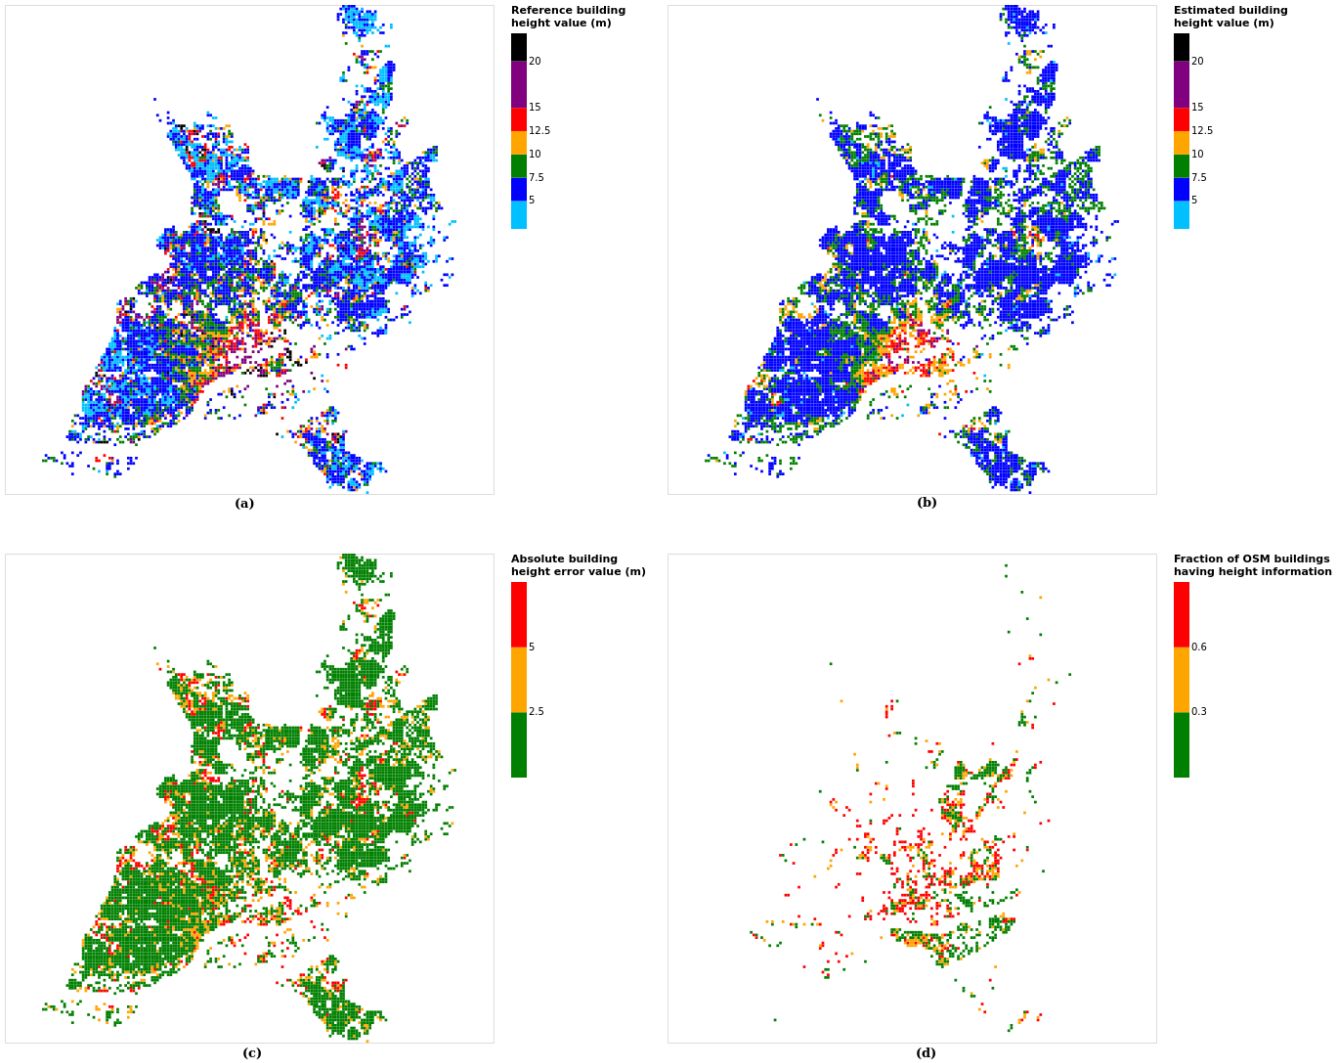 Reference building
height value (m)
20
15
12.5
10
7.5
5
(a)
Estimated building
height value (m)
20
15
12.5
10
7.5
5
(b)
Absolute building
height error value (m)
5
2.5
(c)
Fraction of OSM buildings
having height information
0.6
0.3
(d)